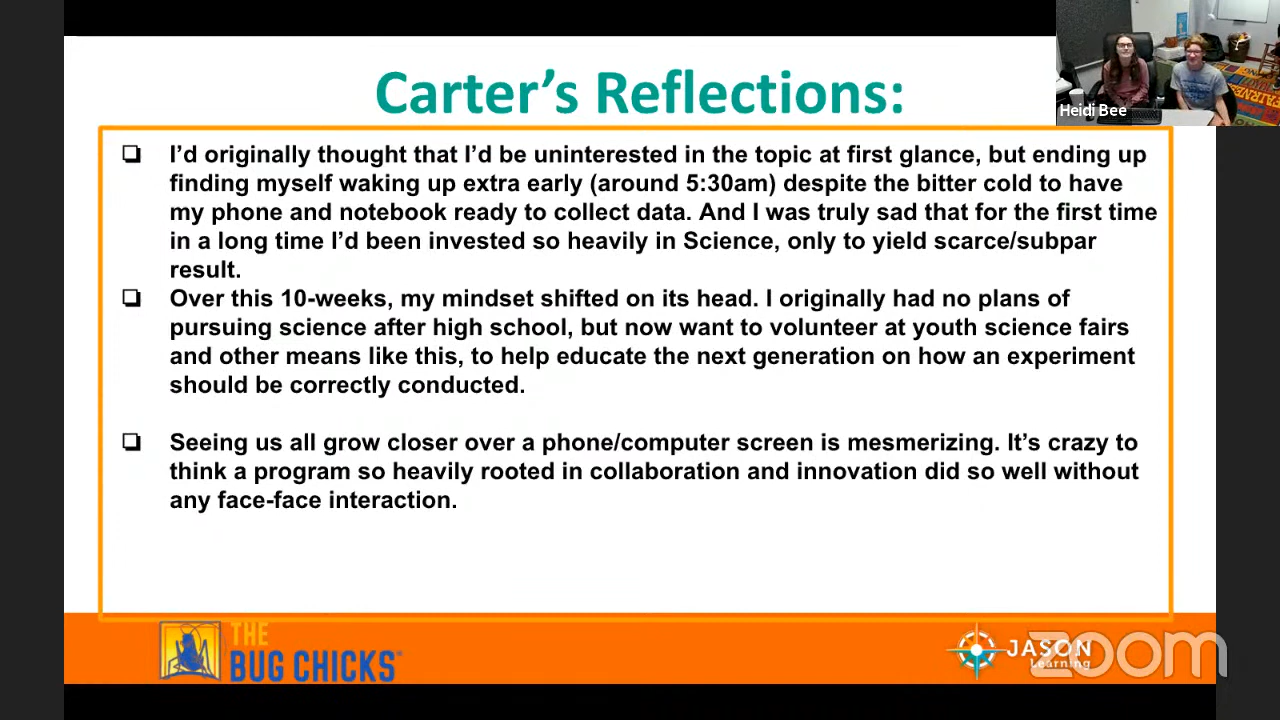 Carter's Reflections:
Heidi Bee
I'd originally thought that I'd be uninterested in the topic at first glance, but ending up
finding myself waking up extra early (around 5:30am) despite the bitter cold to have
my phone and notebook ready to collect data. And I was truly sad that for the first time
in a long time I'd been invested so heavily in Science, only to yield scarce/subpar
result.
Over this 10-weeks, my mindset shifted on its head. I originally had no plans of
pursuing science after high school, but now want to volunteer at youth science fairs
and other means like this, to help educate the next generation on how an experiment
should be correctly conducted.
Seeing us all grow closer over a phone/computer screen is mesmerizing. It's crazy to
think a program so heavily rooted in collaboration and innovation did so well without
any face-face interaction.
THE
BUG CHICKS
JASON
Learning
zoom
FAIRNESS